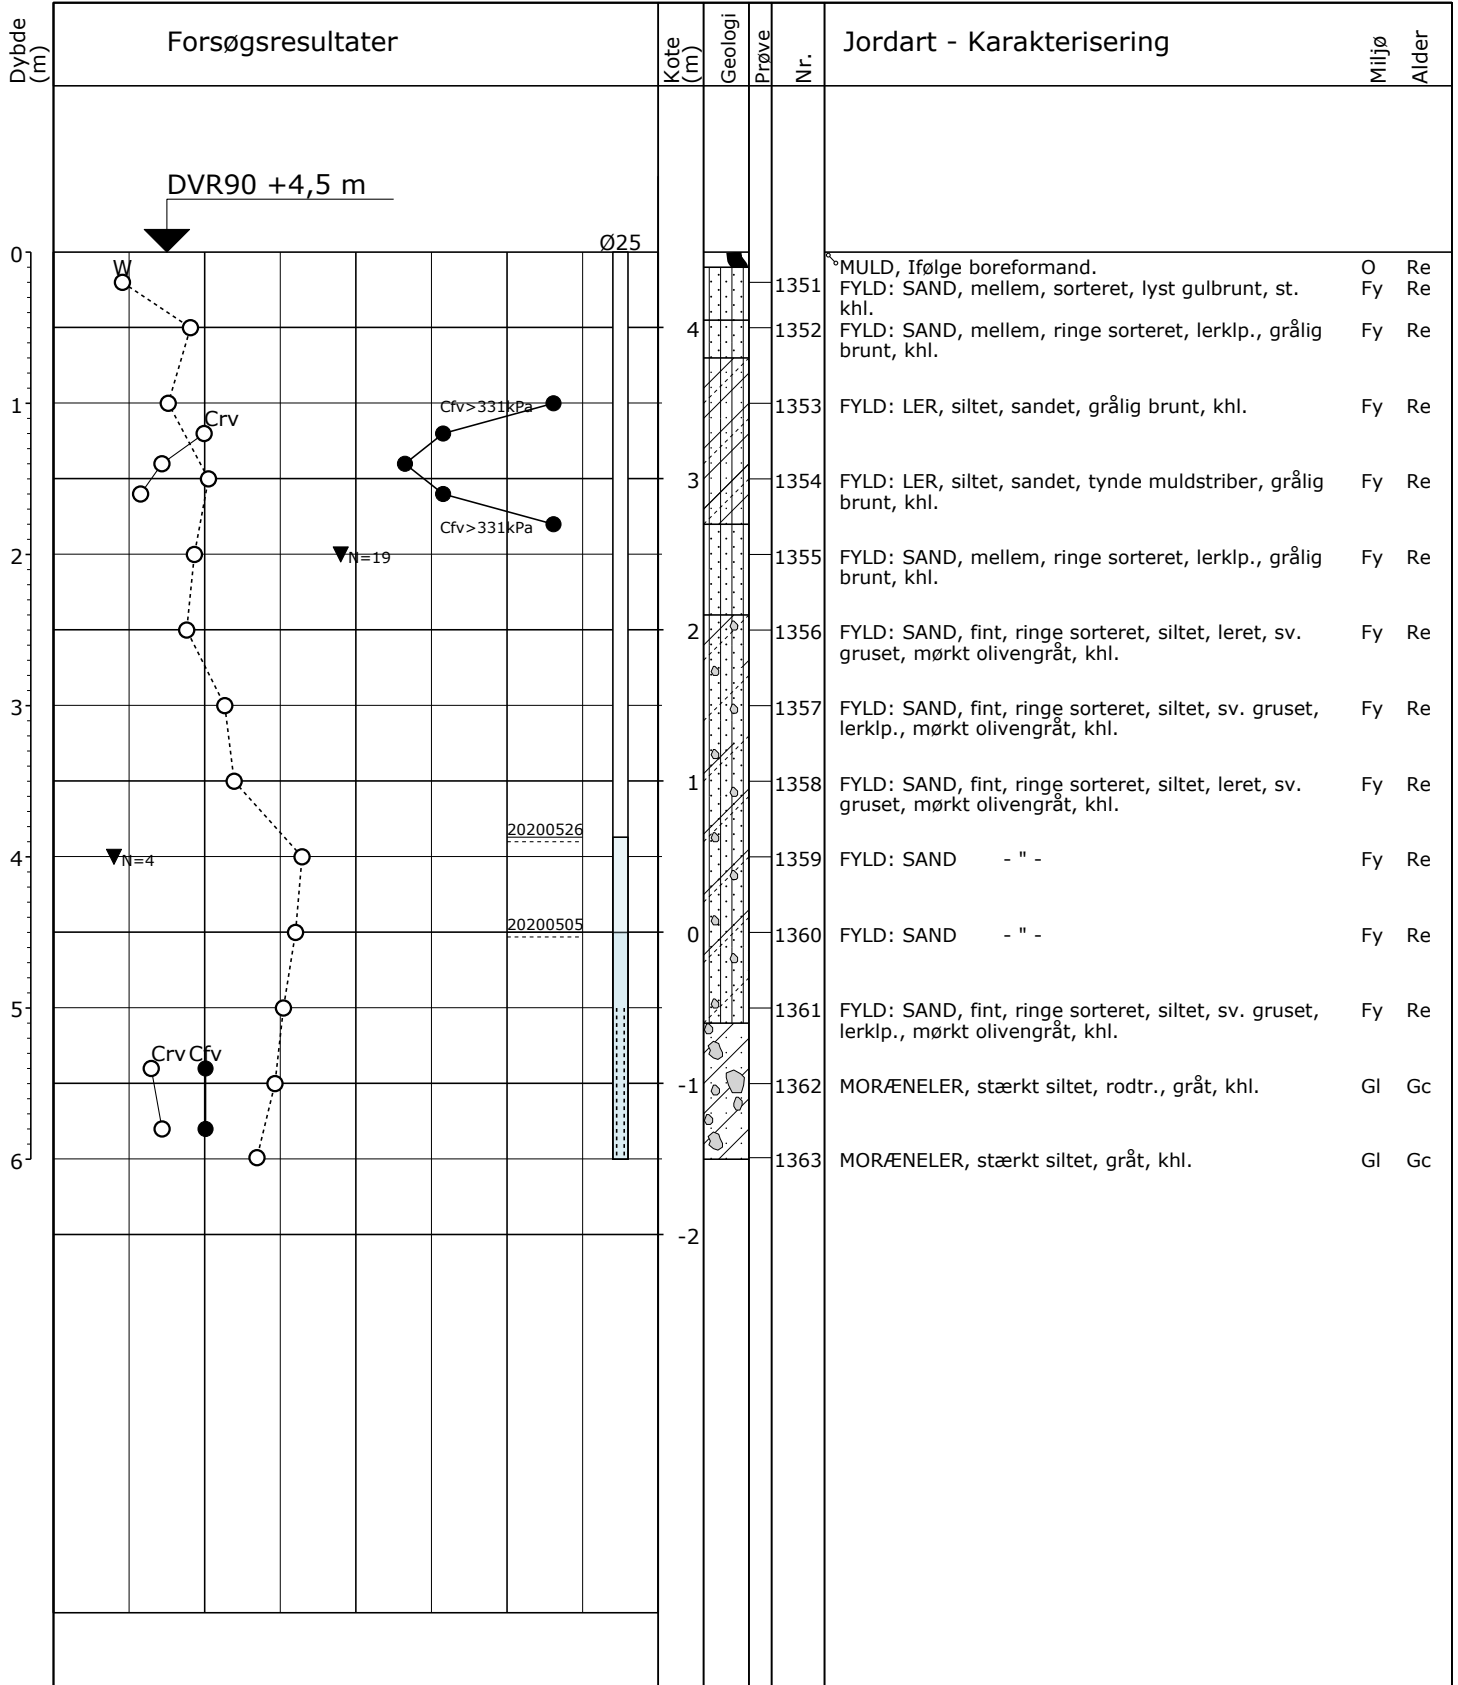 Dybde
(m)
Forsøgsresultater
Kote
(m)
Geologi
Prøve
Nr.
Jordart - Karakterisering
Miljø
Alder
DVR90 +4,5 m
Ø25
0
W
MULD, Ifølge boreformand. O Re
1351 FYLD: SAND, mellem, sorteret, lyst gulbrunt, st. Fy Re
khl.
4 1352 FYLD: SAND, mellem, ringe sorteret, lerklp., grålig Fy Re
brunt, khl.
1 Cfv>331kPa 1353 FYLD: LER, siltet, sandet, grålig brunt, khl. Fy Re
Crv
3 1354 FYLD: LER, siltet, sandet, tynde muldstriber, grålig Fy Re
brunt, khl.
Cfv>331kPa
2 N=19 1355 FYLD: SAND, mellem, ringe sorteret, lerklp., grålig Fy Re
brunt, khl.
2 1356 FYLD: SAND, fint, ringe sorteret, siltet, leret, sv. Fy Re
gruset, mørkt olivengråt, khl.
3 1357 FYLD: SAND, fint, ringe sorteret, siltet, sv. gruset, Fy Re
lerklp., mørkt olivengråt, khl.
1 1358 FYLD: SAND, fint, ringe sorteret, siltet, leret, sv. Fy Re
gruset, mørkt olivengråt, khl.
20200526
4 N=4 1359 FYLD: SAND - " - Fy Re
20200505
0 1360 FYLD: SAND - " - Fy Re
5 1361 FYLD: SAND, fint, ringe sorteret, siltet, sv. gruset, Fy Re
lerklp., mørkt olivengråt, khl.
Crv Cfv
-1 1362 MORÆNELER, stærkt siltet, rodtr., gråt, khl. Gl Gc
6 1363 MORÆNELER, stærkt siltet, gråt, khl. Gl Gc
-2